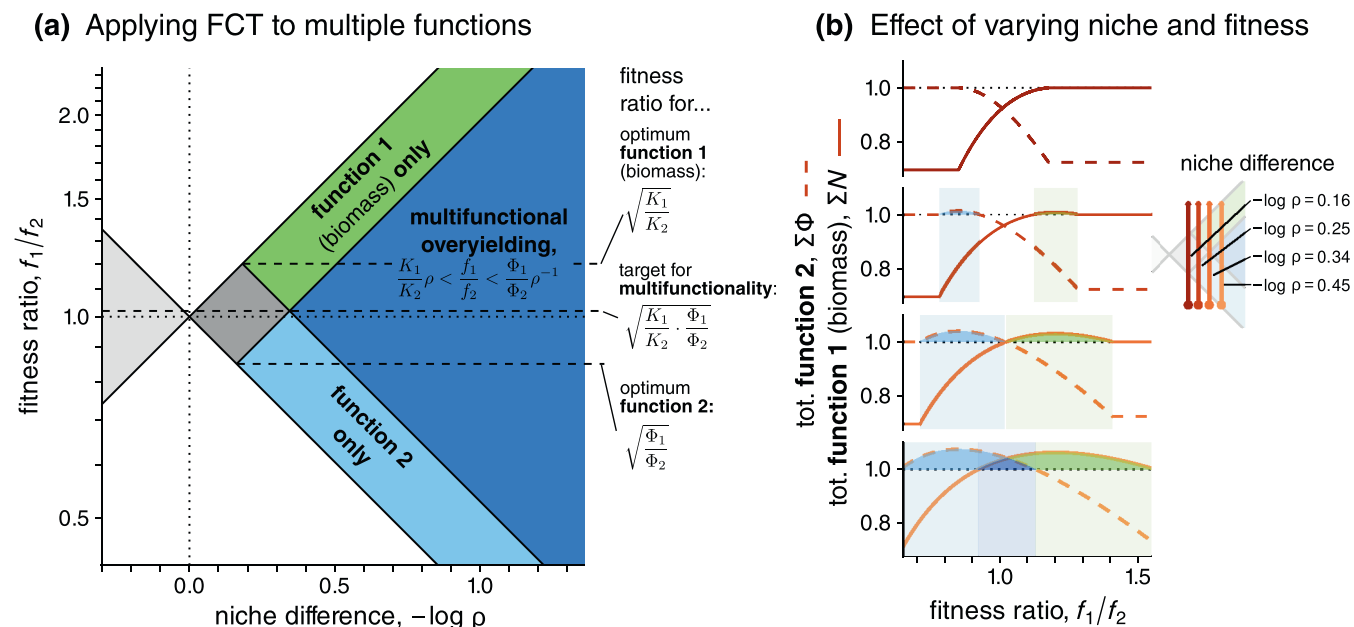 (a) Applying FCT to multiple functions
fitness ratio, f₁/f₂
2.0
1.5
1.0
0.5
0.0
0.5
1.0
niche difference, −log ρ
function 1
(biomass) only
multifunctional
overyielding,
K₁/K₂ ρ < f₁/f₂ < Φ₁/Φ₂ ρ⁻¹
function 2
only
fitness
ratio for...
optimum
function 1
(biomass):
√(K₁/K₂)
target for
multifunctionality:
√(K₁/K₂ · Φ₁/Φ₂)
optimum
function 2:
√(Φ₁/Φ₂)
(b) Effect of varying niche and fitness
tot. function 2, ΣΦ
tot. function 1 (biomass), ΣN
1.0
0.8
1.0
0.8
1.0
0.8
1.0
0.8
1.0
1.5
fitness ratio, f₁/f₂
niche difference
−log ρ = 0.16
−log ρ = 0.25
−log ρ = 0.34
−log ρ = 0.45